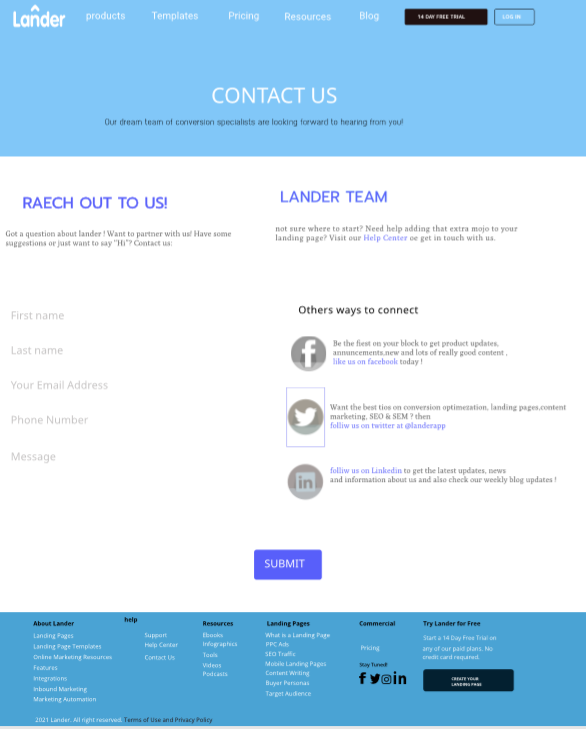 Lander products Templates Pricing Resources Blog 14 DAY FREE TRIAL LOG IN
CONTACT US
Our dream team of conversion specialists are looking forward to hearing from you!
RAECH OUT TO US!
Got a question about lander ! Want to partner with us! Have some
suggestions or just want to say "Hi"? Contact us:
LANDER TEAM
not sure where to start? Need help adding that extra mojo to your
landing page? Visit our Help Center oe get in touch with us.
First name
Last name
Your Email Address
Phone Number
Message
Others ways to connect
Be the fiest on your block to get product updates,
annuncements,new and lots of really good content ,
like us on facebook today !
Want the best tios on conversion optimezation, landing pages,content
marketing, SEO & SEM ? then
folliw us on twitter at @landerapp
folliw us on Linkedin to get the latest updates, news
and information about us and also check our weekly blog updates !
SUBMIT
About Lander
Landing Pages
Landing Page Templates
Online Marketing Resources
Features
Integrations
Inbound Marketing
Marketing Automation
help
Support
Help Center
Contact Us
Resources
Ebooks
Infographics
Tools
Videos
Podcasts
Landing Pages
What is a Landing Page
PPC Ads
SEO Traffic
Mobile Landing Pages
Content Writing
Buyer Personas
Target Audience
Commercial
Pricing
Stay Tuned!
Try Lander for Free
Start a 14 Day Free Trial on
any of our paid plans. No
credit card required.
CREATE YOUR
LANDING PAGE
2021 Lander. All right reserved. Terms of Use and Privacy Policy